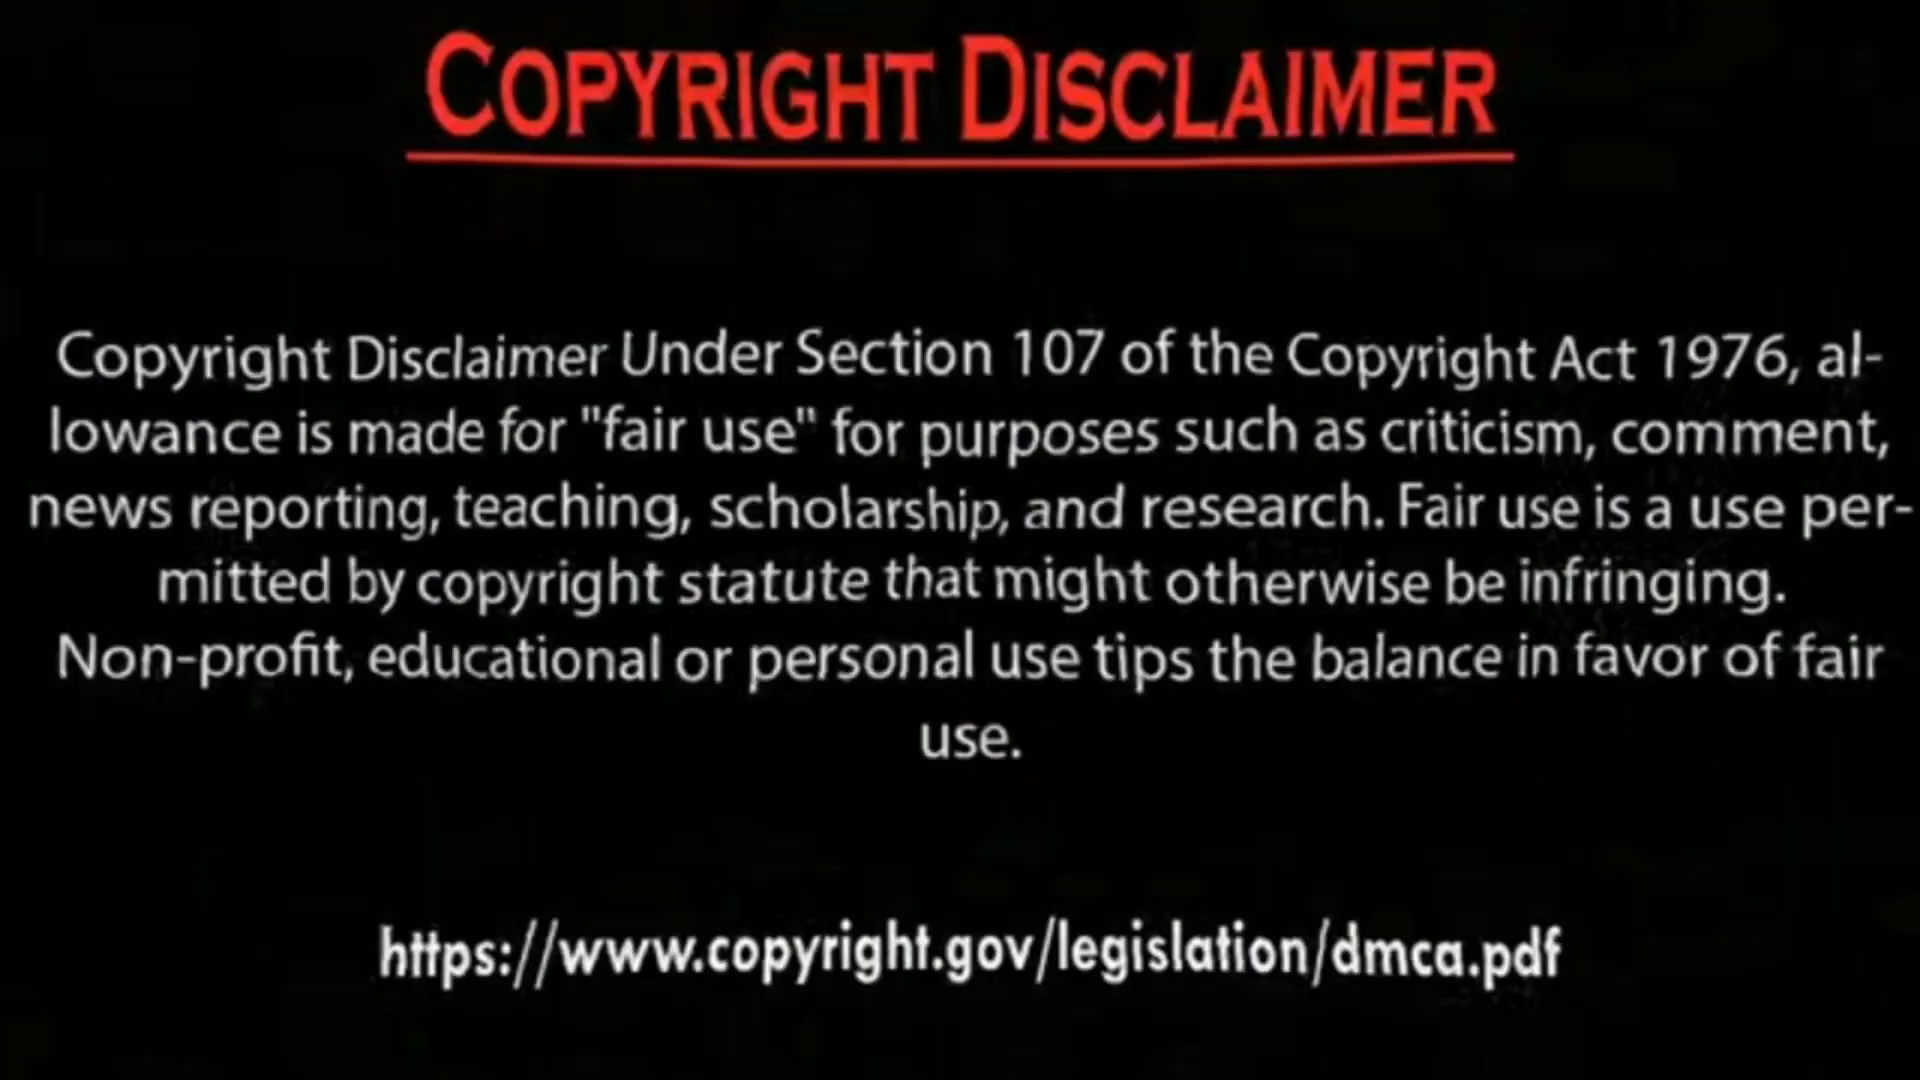 COPYRIGHT DISCLAIMER
Copyright Disclaimer Under Section 107 of the Copyright Act 1976, al-
lowance is made for "fair use" for purposes such as criticism, comment,
news reporting, teaching, scholarship, and research. Fair use is a use per-
mitted by copyright statute that might otherwise be infringing.
Non-profit, educational or personal use tips the balance in favor of fair
use.
https://www.copyright.gov/legislation/dmca.pdf